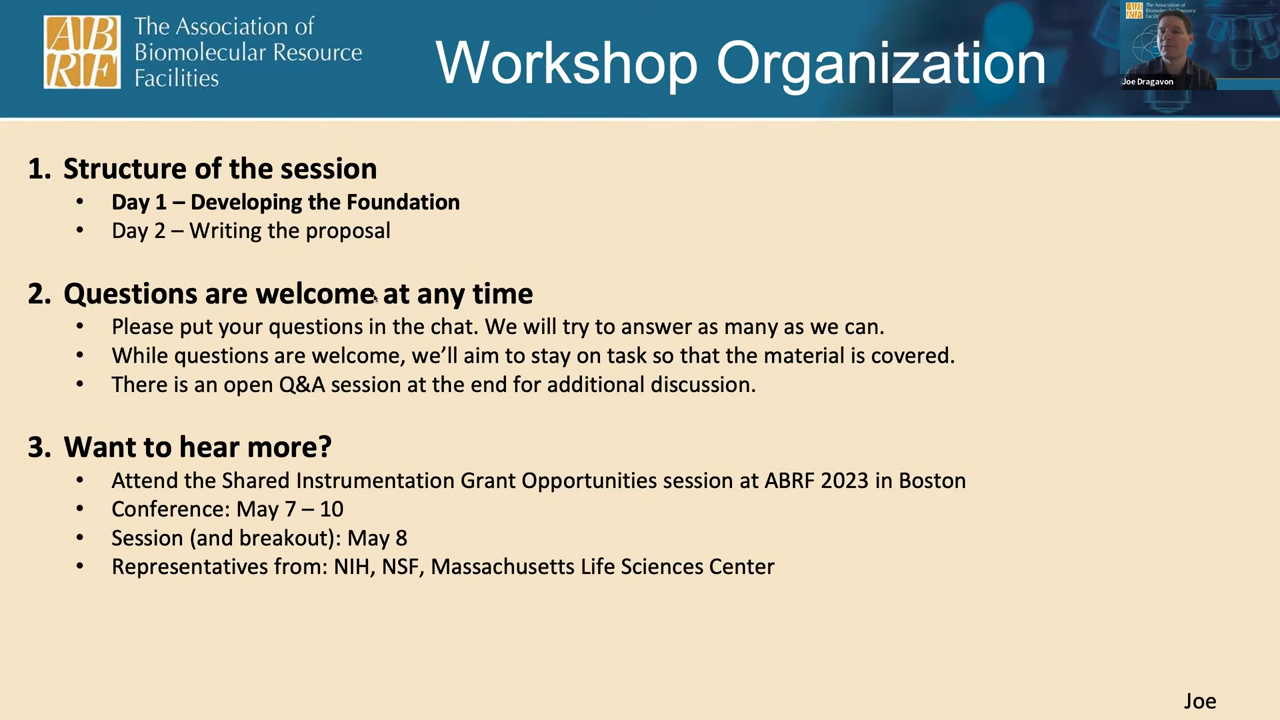 ABRF
The Association of
Biomolecular Resource
Facilities
Workshop Organization
Joe Dragavon
1. Structure of the session
• Day 1 – Developing the Foundation
• Day 2 – Writing the proposal
2. Questions are welcome at any time
• Please put your questions in the chat. We will try to answer as many as we can.
• While questions are welcome, we’ll aim to stay on task so that the material is covered.
• There is an open Q&A session at the end for additional discussion.
3. Want to hear more?
• Attend the Shared Instrumentation Grant Opportunities session at ABRF 2023 in Boston
• Conference: May 7 – 10
• Session (and breakout): May 8
• Representatives from: NIH, NSF, Massachusetts Life Sciences Center
Joe